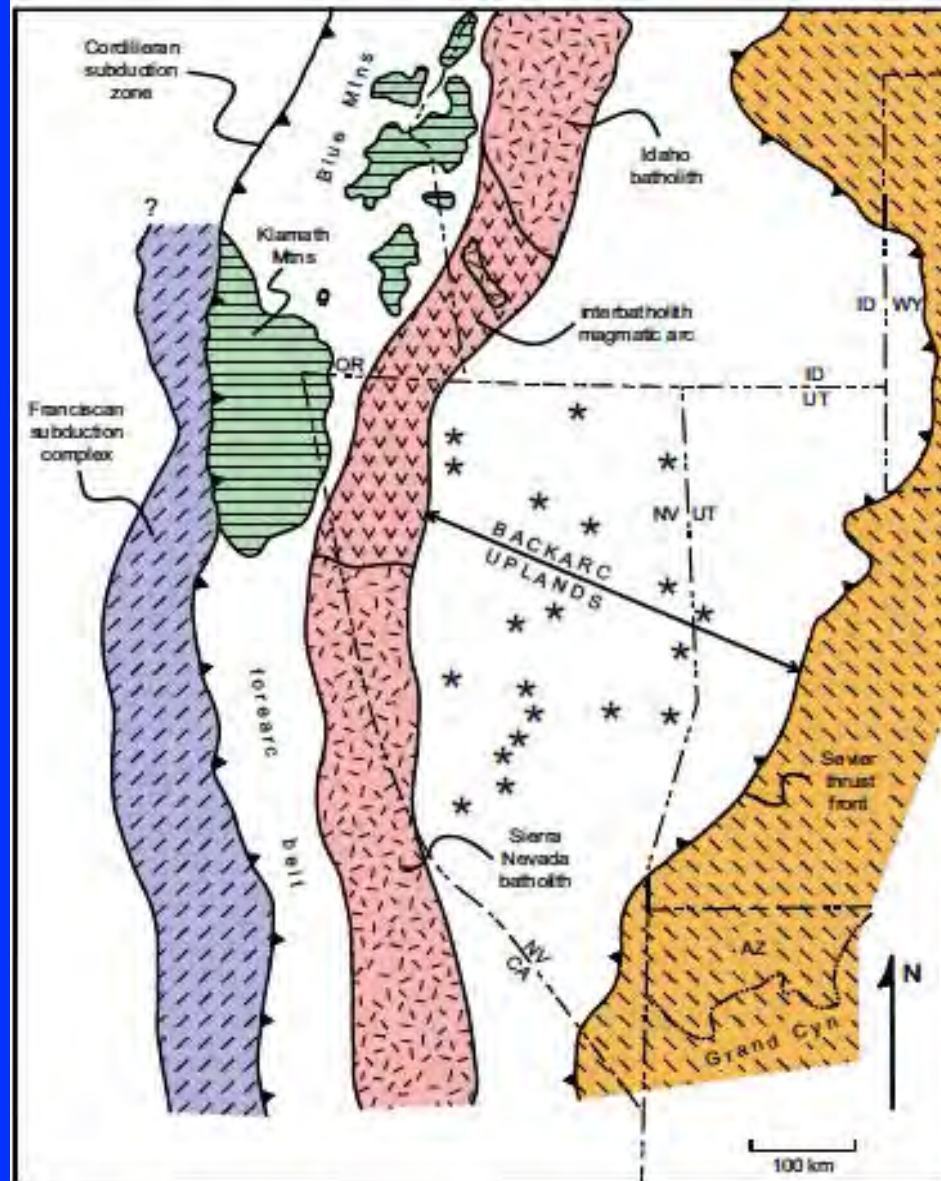 Cordilleran
subduction
zone
Blue Mtns
Idaho
batholith
?
Klamath
Mtns
ID WY
interbatholith
magmatic arc
OR
ID
UT
Franciscan
subduction
complex
NV UT
BACKARC
UPLANDS
forearc belt
Sevier
thrust
front
Sierra
Nevada
batholith
NV
CA
AZ
N
Grand Cyn
100 km